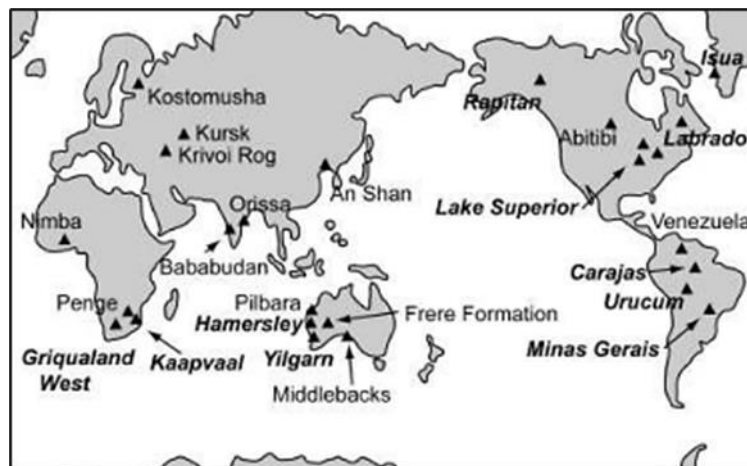 Isua
Kostomusha
Rapitan
Kursk
Abitibi
Labrado
Krivoi Rog
An Shan
Orissa
Lake Superior
Nimba
Venezuela
Bababudan
Carajas
Penge
Pilbara
Urucum
Hamersley
Frere Formation
Minas Gerais
Griqualand
West
Kaapvaal
Yilgarn
Middlebacks